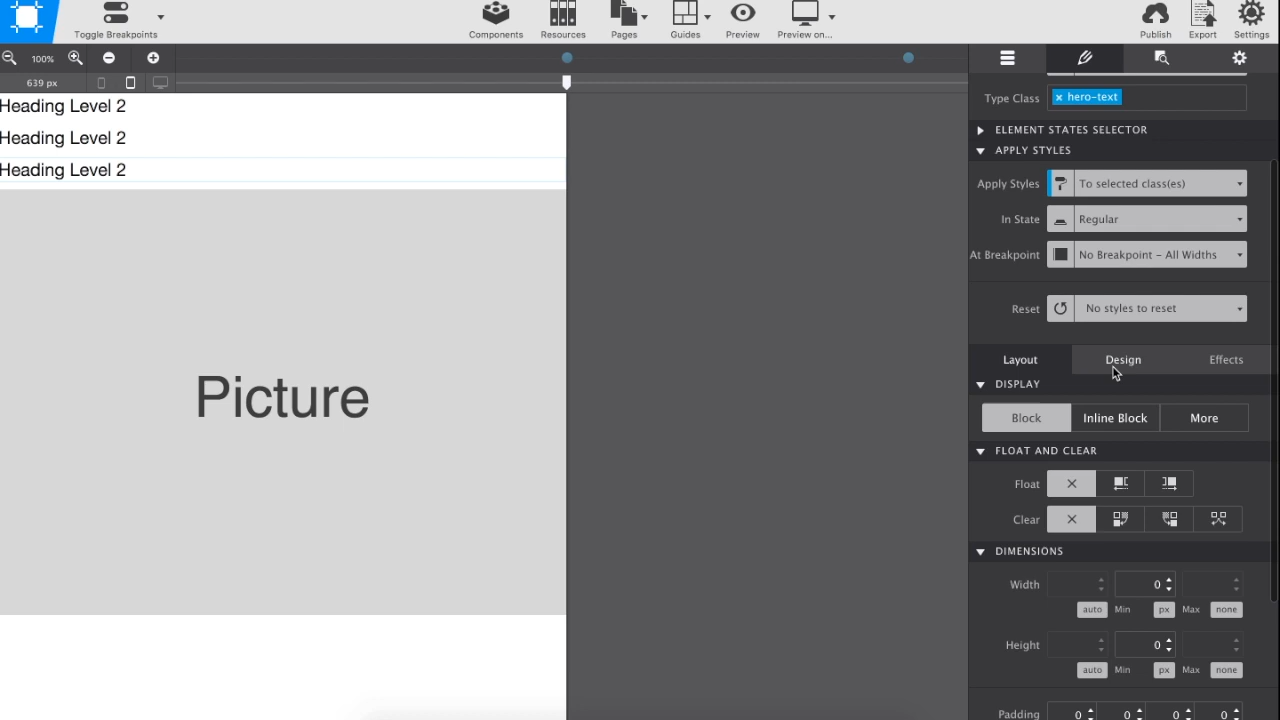 Toggle Breakpoints
Components
Resources
Pages
Guides
Preview
Preview on...
Publish
Export
Settings
100%
639 px
Heading Level 2
Heading Level 2
Heading Level 2
Picture
Type Class
× hero-text
ELEMENT STATES SELECTOR
APPLY STYLES
Apply Styles To selected class(es)
In State Regular
At Breakpoint No Breakpoint – All Widths
Reset No styles to reset
Layout Design Effects
DISPLAY
Block Inline Block More
FLOAT AND CLEAR
Float
Clear
DIMENSIONS
Width 0
auto Min px Max none
Height 0
auto Min px Max none
Padding 0 0 0 0